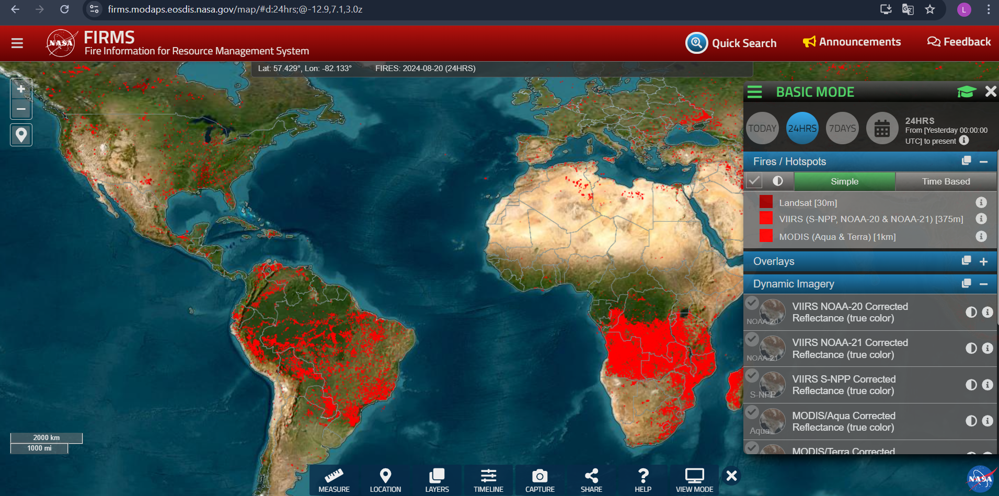 firms.modaps.eosdis.nasa.gov/map/#d:24hrs;@-12.9,7.1,3.0z
L
NASA
FIRMS
Fire Information for Resource Management System
Quick Search
Announcements
Feedback
Lat: 57.429°, Lon: -82.133°
FIRES: 2024-08-20 (24HRS)
+
−
BASIC MODE
TODAY
24HRS
7DAYS
24HRS
From [Yesterday 00:00:00
UTC] to present
Fires / Hotspots
Simple
Time Based
Landsat [30m]
VIIRS (S-NPP, NOAA-20 & NOAA-21) [375m]
MODIS (Aqua & Terra) [1km]
Overlays
Dynamic Imagery
NOAA-20
VIIRS NOAA-20 Corrected
Reflectance (true color)
NOAA-21
VIIRS NOAA-21 Corrected
Reflectance (true color)
S-NPP
VIIRS S-NPP Corrected
Reflectance (true color)
Aqua
MODIS/Aqua Corrected
Reflectance (true color)
MODIS/Terra Corrected
2000 km
1000 mi
MEASURE
LOCATION
LAYERS
TIMELINE
CAPTURE
SHARE
HELP
VIEW MODE
NASA